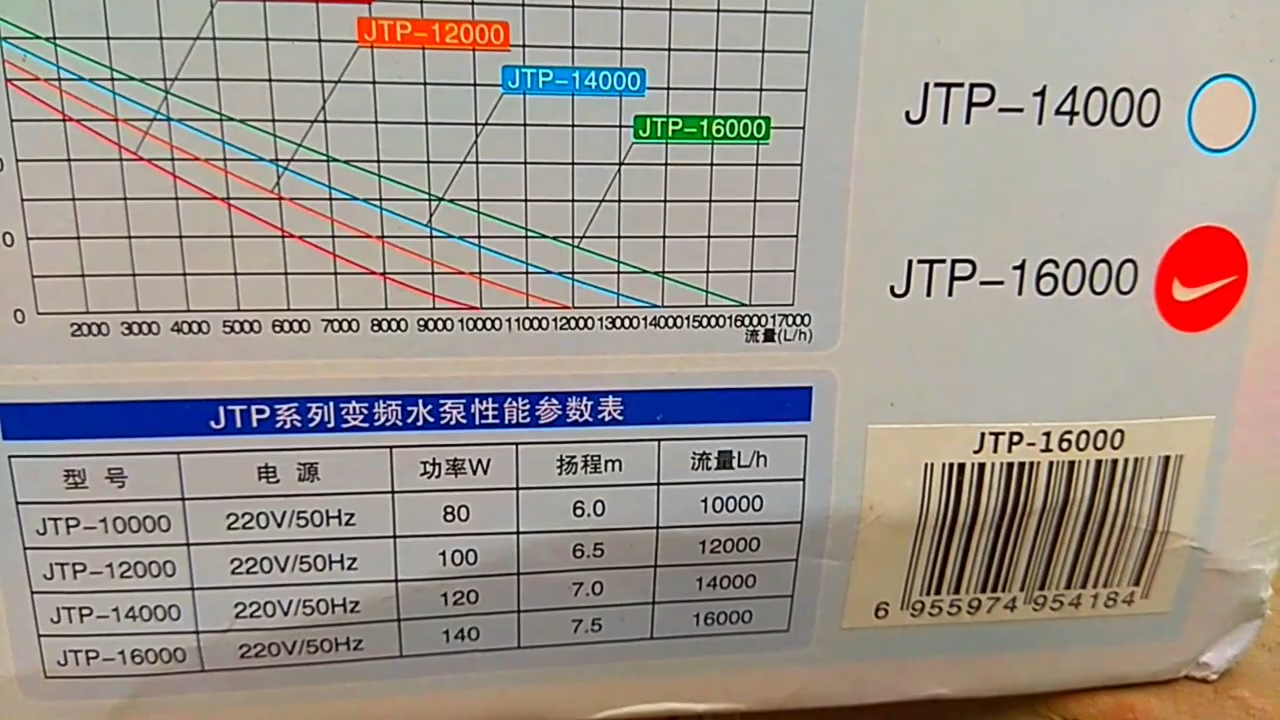 JTP-12000
JTP-14000
JTP-16000
0
0
2000 3000 4000 5000 6000 7000 8000 9000 10000 11000 12000 13000 14000 15000 16000 17000
流量(L/h)
JTP-14000
JTP-16000
JTP系列变频水泵性能参数表
型号 电源 功率W 扬程m 流量L/h
JTP-10000 220V/50Hz 80 6.0 10000
JTP-12000 220V/50Hz 100 6.5 12000
JTP-14000 220V/50Hz 120 7.0 14000
JTP-16000 220V/50Hz 140 7.5 16000
JTP-16000
6 955974 954184